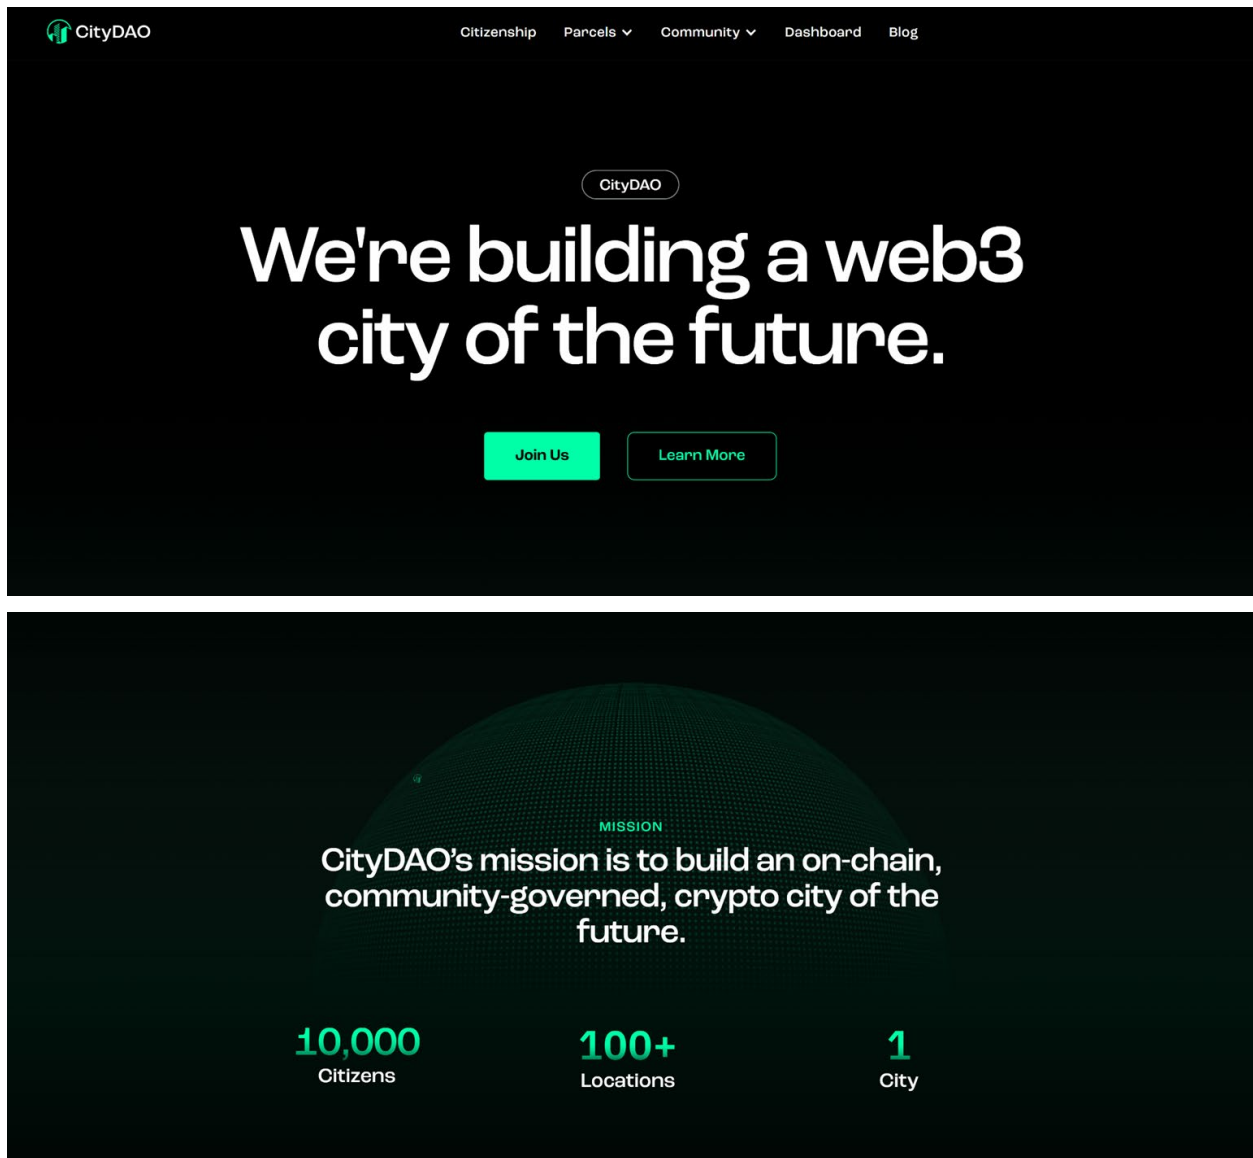 CityDAO
Citizenship
Parcels
Community
Dashboard
Blog
CityDAO
We're building a web3
city of the future.
Join Us
Learn More
MISSION
CityDAO’s mission is to build an on-chain,
community-governed, crypto city of the
future.
10,000
Citizens
100+
Locations
1
City